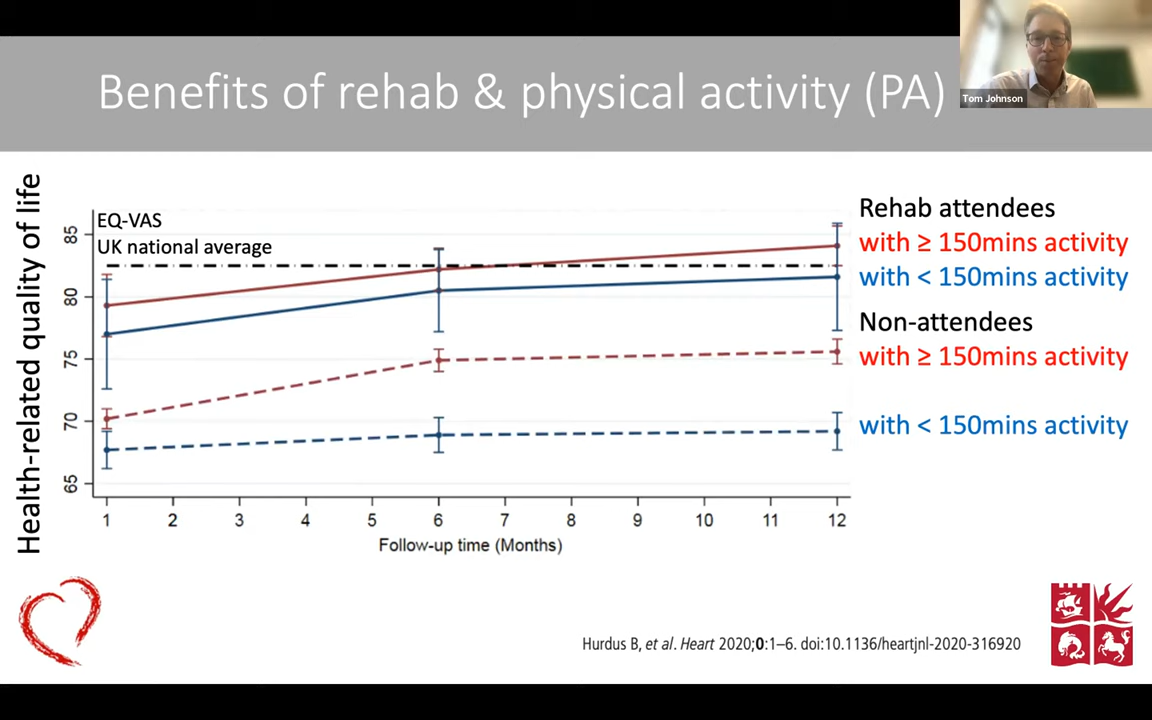 Benefits of rehab & physical activity (PA)
Tom Johnson
Health-related quality of life
EQ-VAS
UK national average
85
80
75
70
65
1 2 3 4 5 6 7 8 9 10 11 12
Follow-up time (Months)
Rehab attendees
with ≥ 150mins activity
with < 150mins activity
Non-attendees
with ≥ 150mins activity
with < 150mins activity
Hurdus B, et al. Heart 2020;0:1–6. doi:10.1136/heartjnl-2020-316920